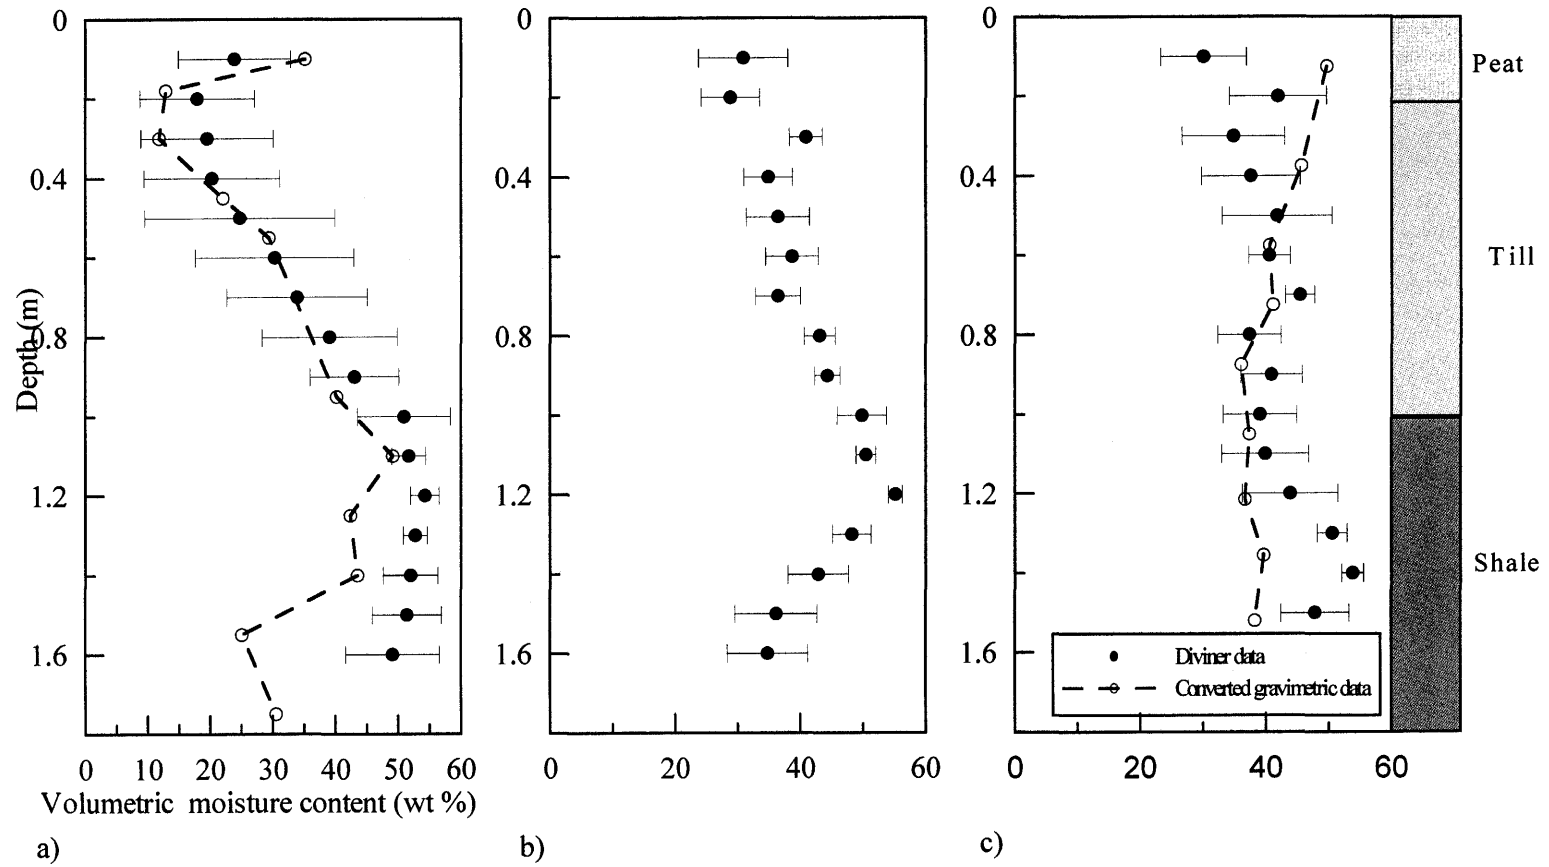 0
0.4
0.8
1.2
1.6
Depth (m)
0 10 20 30 40 50 60
Volumetric moisture content (wt %)
a)
0
0.4
0.8
1.2
1.6
0 20 40 60
b)
0
0.4
0.8
1.2
1.6
0 20 40 60
c)
Diviner data
Converted gravimetric data
Peat
Till
Shale